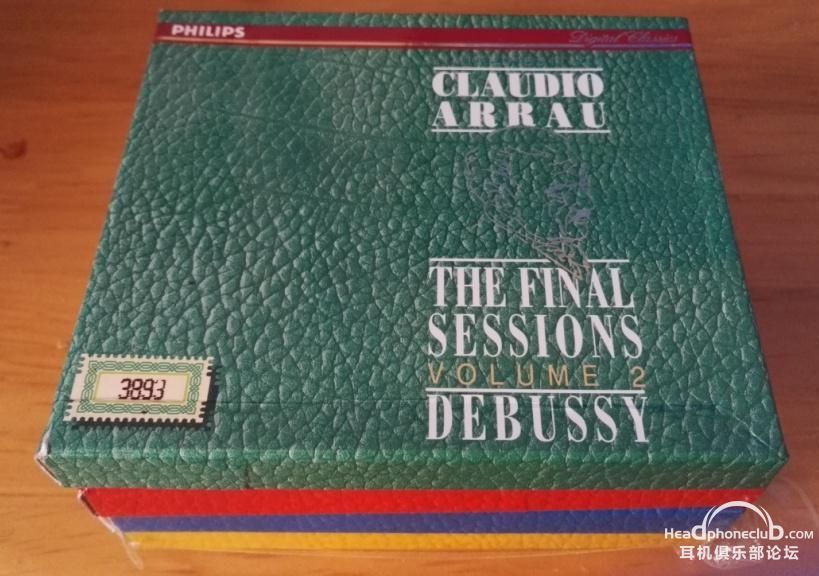 PHILIPS
Digital Classics
CLAUDIO
ARRAU
THE FINAL
SESSIONS
VOLUME 2
DEBUSSY
3893
Headphoneclub.com
耳机俱乐部论坛